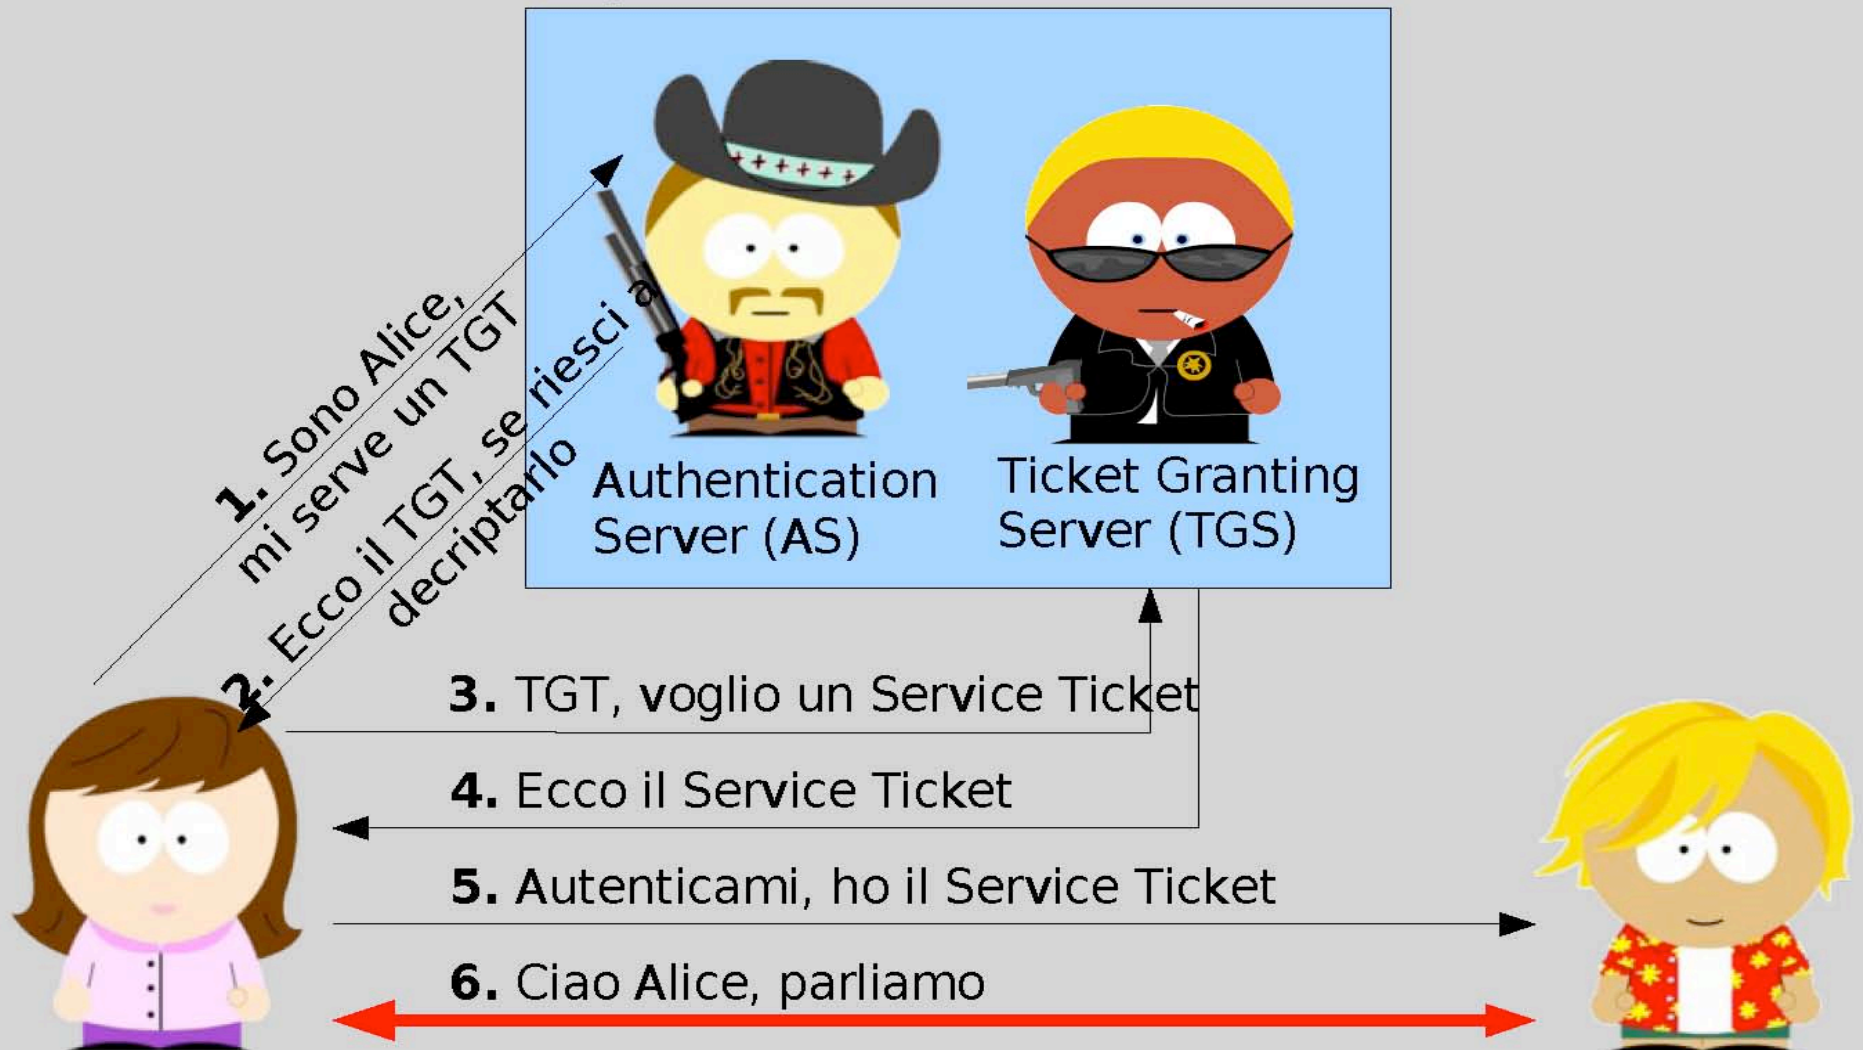 1. Sono Alice,
mi serve un TGT
2. Ecco il TGT, se riesci a
decriptarlo
Authentication
Server (AS)
Ticket Granting
Server (TGS)
3. TGT, voglio un Service Ticket
4. Ecco il Service Ticket
5. Autenticami, ho il Service Ticket
6. Ciao Alice, parliamo